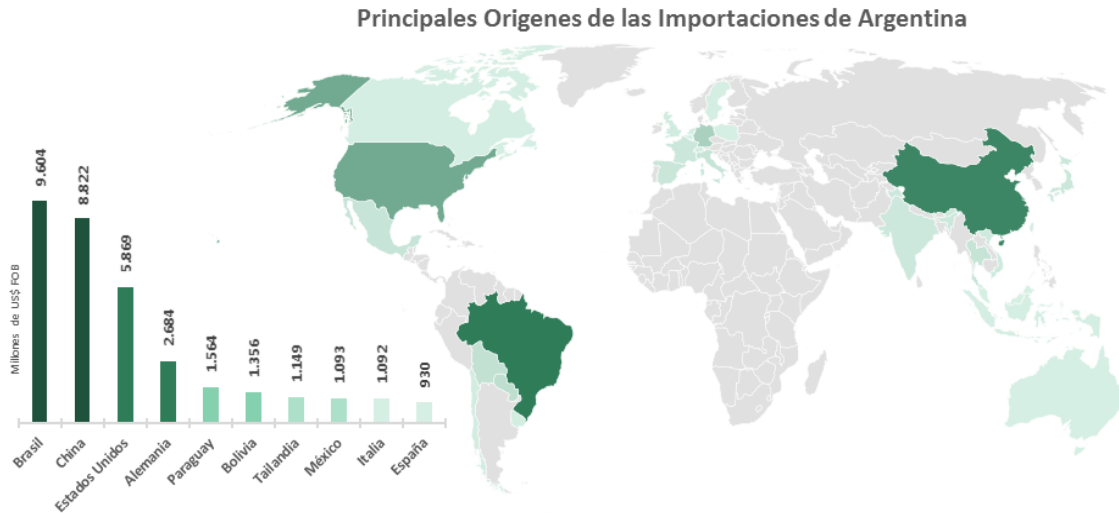 Principales Origenes de las Importaciones de Argentina
Millones de US$ FOB
9.604
8.822
5.869
2.684
1.564
1.356
1.149
1.093
1.092
930
Brasil
China
Estados Unidos
Alemania
Paraguay
Bolivia
Tailandia
México
Italia
España